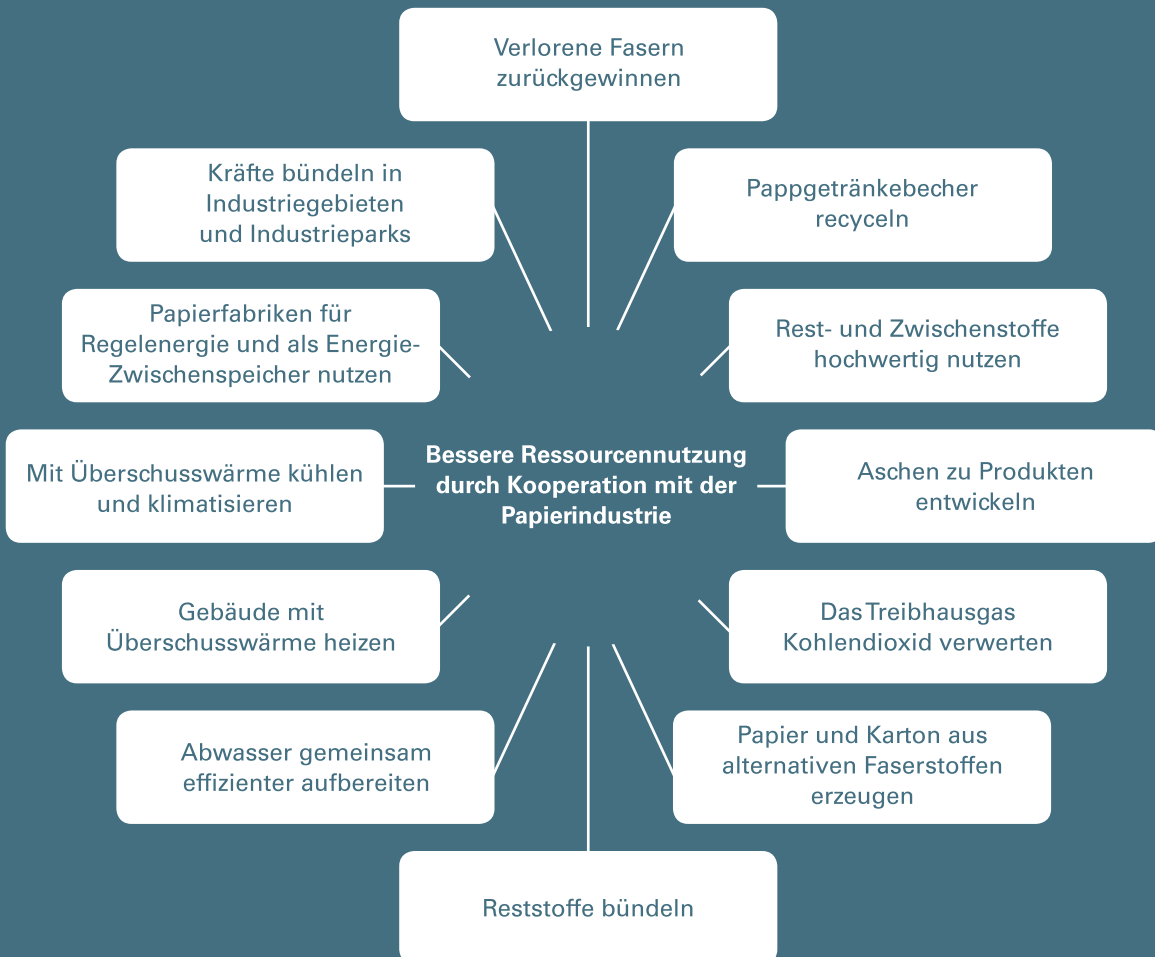 Verlorene Fasern
zurückgewinnen
Kräfte bündeln in
Industriegebieten
und Industrieparks
Pappgetränkebecher
recyceln
Papierfabriken für
Regelenergie und als Energie-
Zwischenspeicher nutzen
Rest- und Zwischenstoffe
hochwertig nutzen
Mit Überschusswärme kühlen
und klimatisieren
Bessere Ressourcennutzung
durch Kooperation mit der
Papierindustrie
Aschen zu Produkten
entwickeln
Gebäude mit
Überschusswärme heizen
Das Treibhausgas
Kohlendioxid verwerten
Abwasser gemeinsam
effizienter aufbereiten
Papier und Karton aus
alternativen Faserstoffen
erzeugen
Reststoffe bündeln